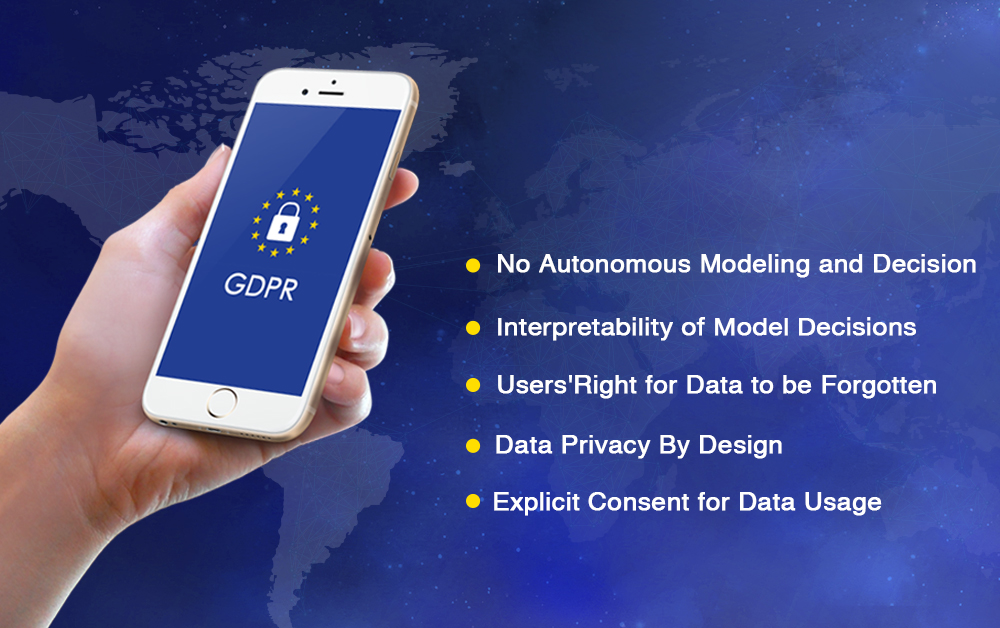 GDPR
No Autonomous Modeling and Decision
Interpretability of Model Decisions
Users'Right for Data to be Forgotten
Data Privacy By Design
Explicit Consent for Data Usage